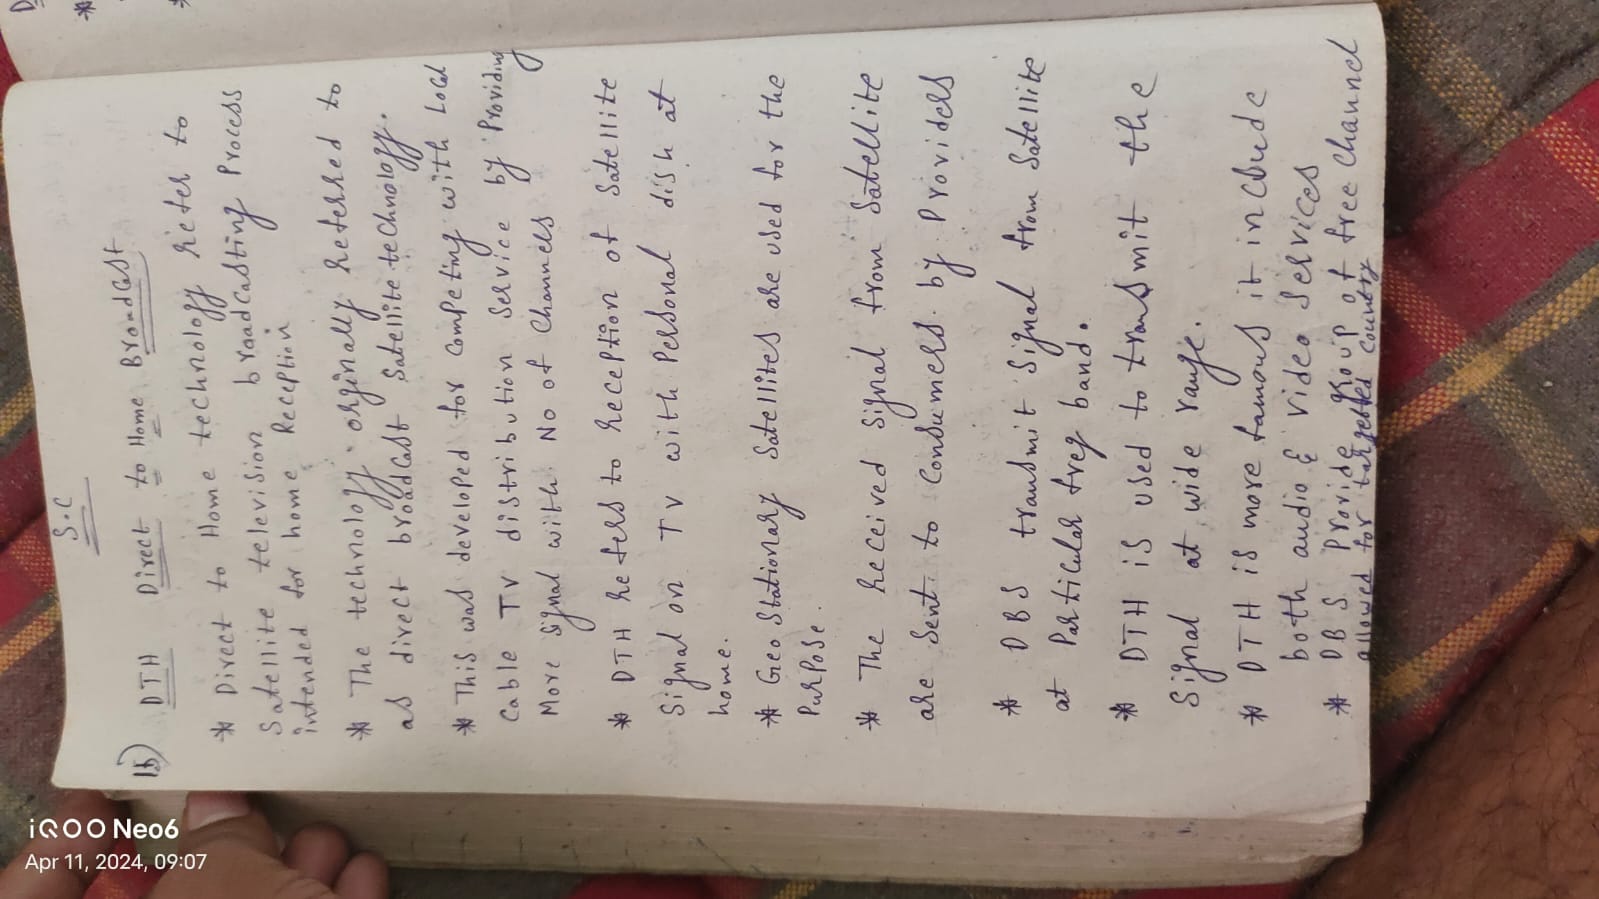 S.C
15) DTH Direct to Home Broadcast
* Direct to Home technology refer to
Satellite television broadcasting Process
intended for home Reception
* The technology orginally referred to
as direct broadcast Satellite technology.
* This was developed for Competing with Local
Cable TV distribution Service by Providing
More signal with No of Channels
* DTH refers to reception of Satellite
Signal on TV with Personal dish at
home.
* Geo Stationary Satellites are used for the
Purpose.
* The received signal from Satellite
are Sent to Consumers by Providers
* DBS transmit Signal from Satellite
at Particular freq band.
* DTH is used to transmit the
Signal at wide range.
* DTH is more famous it include
both audio & Video Services
* DBS Provide group of free Channel
allowed for targetted Country
iQOO Neo6
Apr 11, 2024, 09:07